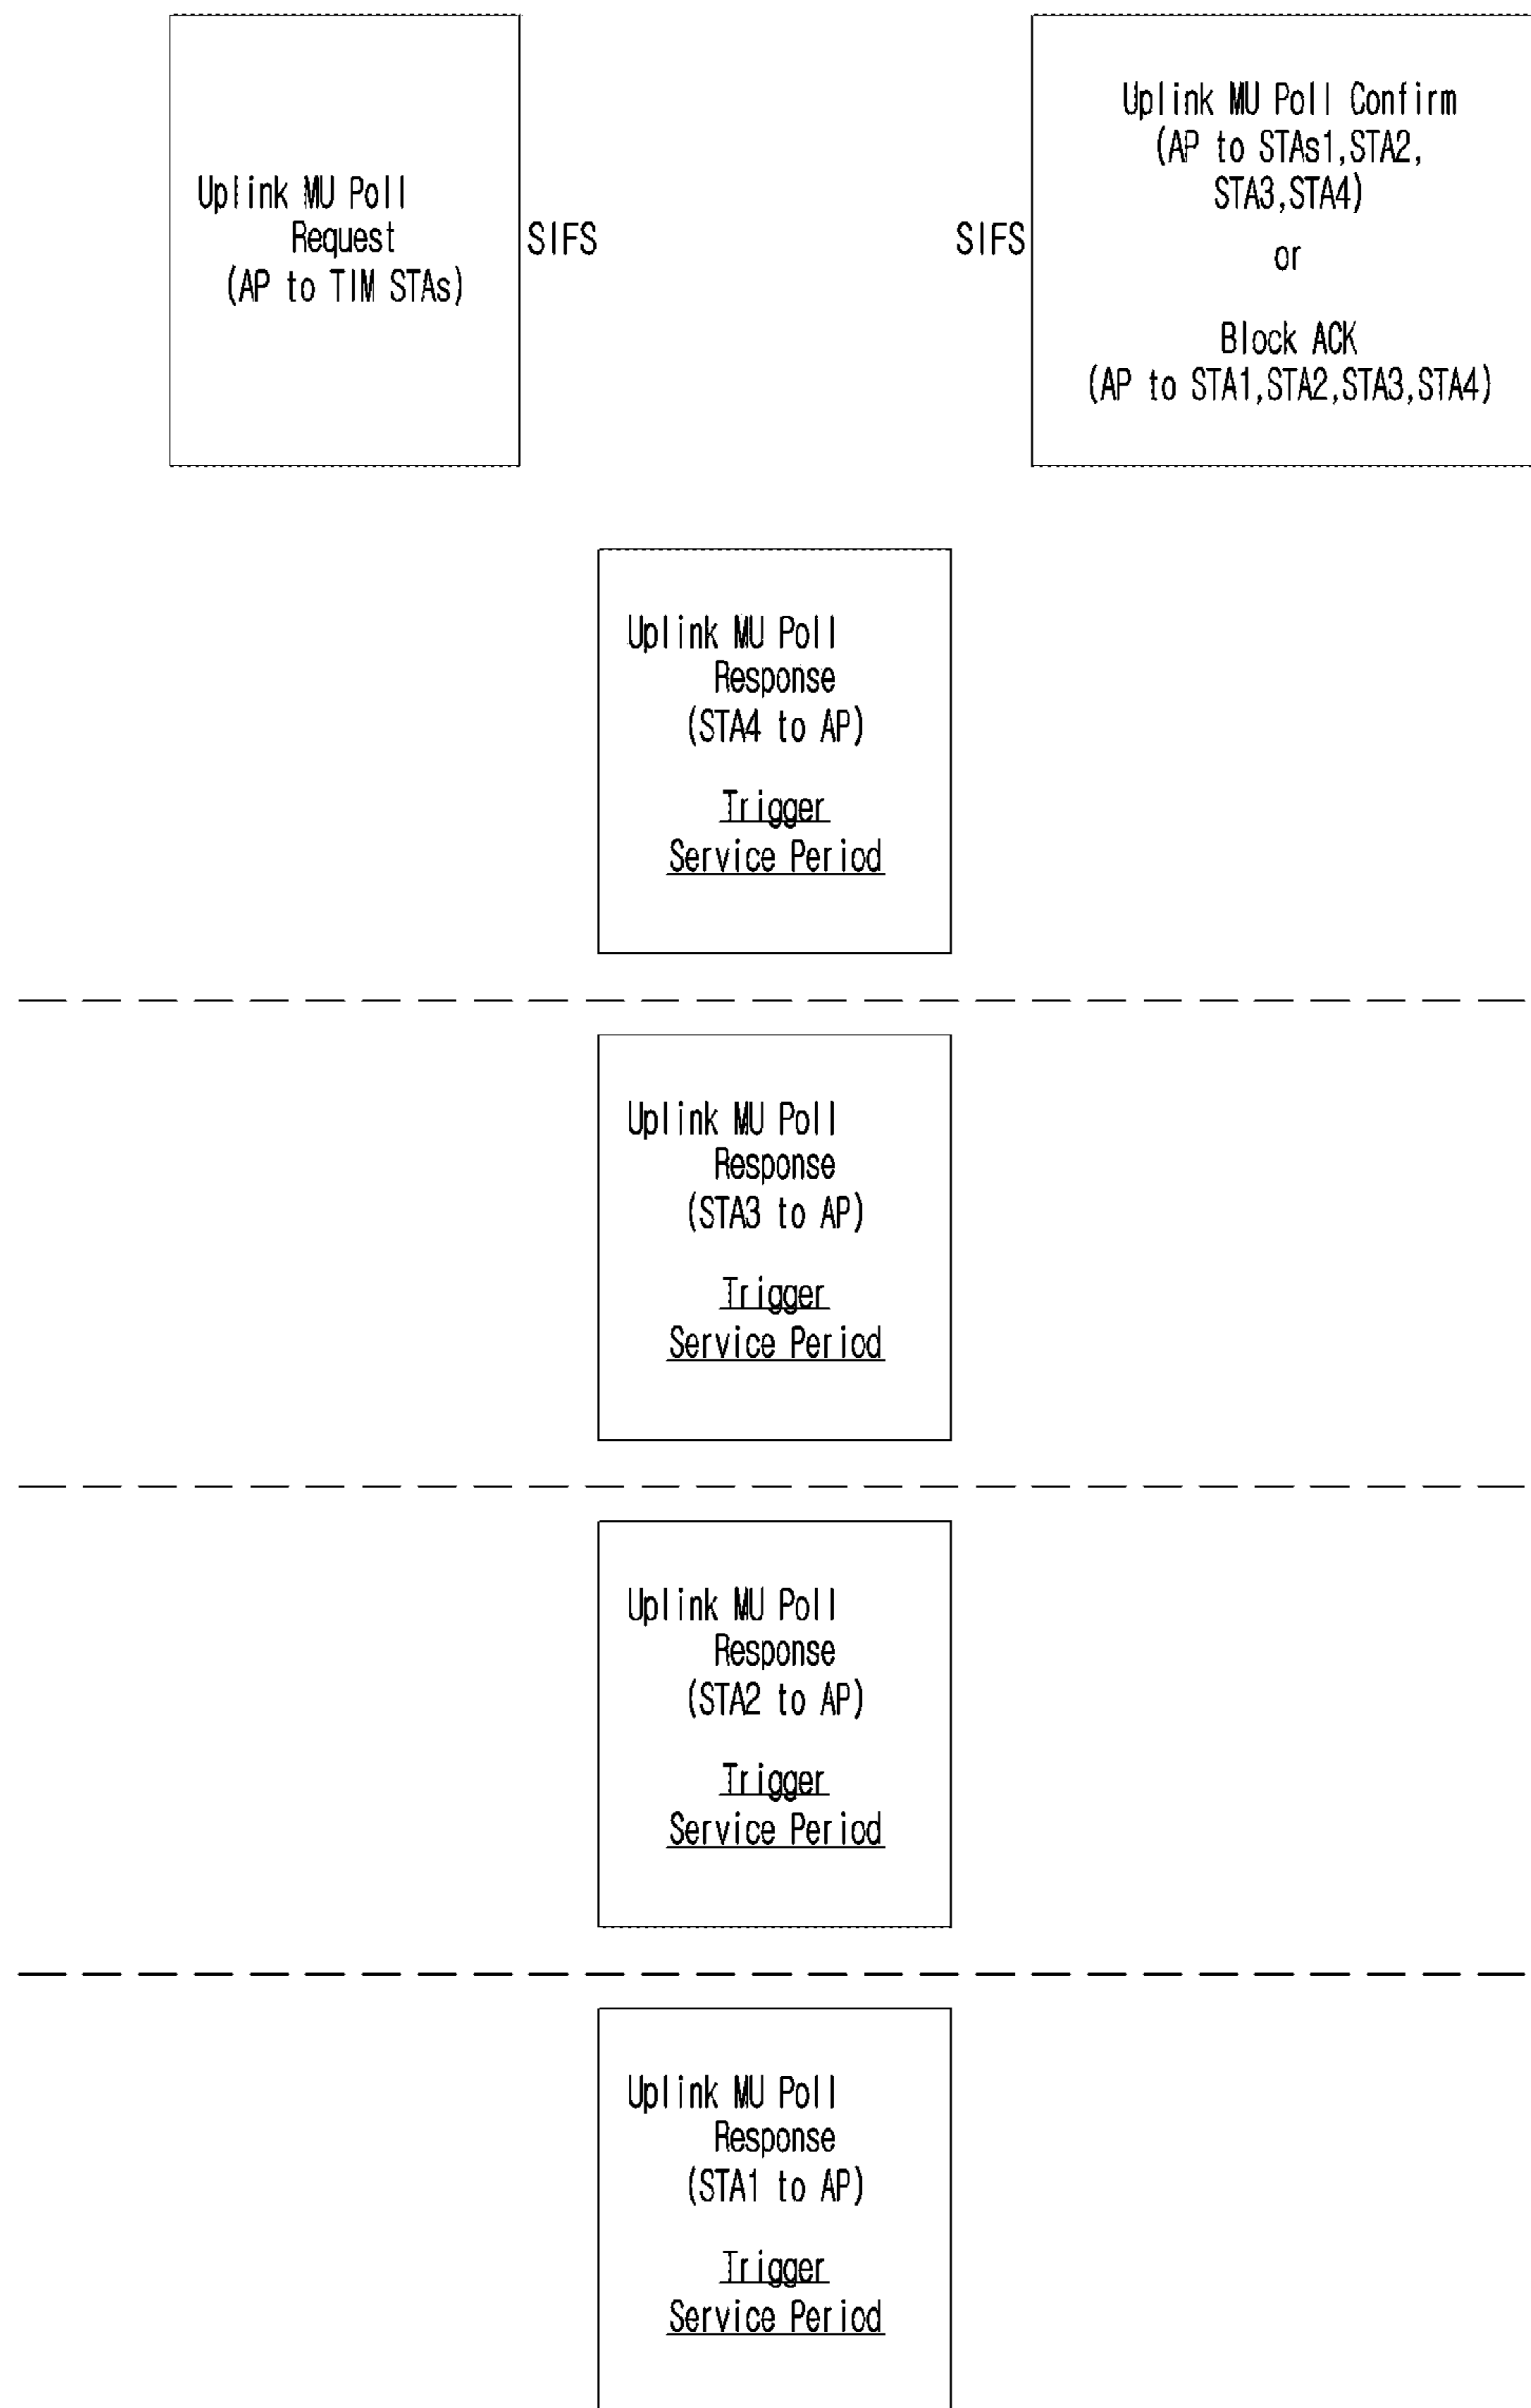 Uplink MU Poll
Request
(AP to TIM STAs)
SIFS
SIFS
Uplink MU Poll Confirm
(AP to STAs1,STA2,
STA3,STA4)
or
Block ACK
(AP to STA1,STA2,STA3,STA4)
Uplink MU Poll
Response
(STA4 to AP)
Trigger
Service Period
Uplink MU Poll
Response
(STA3 to AP)
Trigger
Service Period
Uplink MU Poll
Response
(STA2 to AP)
Trigger
Service Period
Uplink MU Poll
Response
(STA1 to AP)
Trigger
Service Period